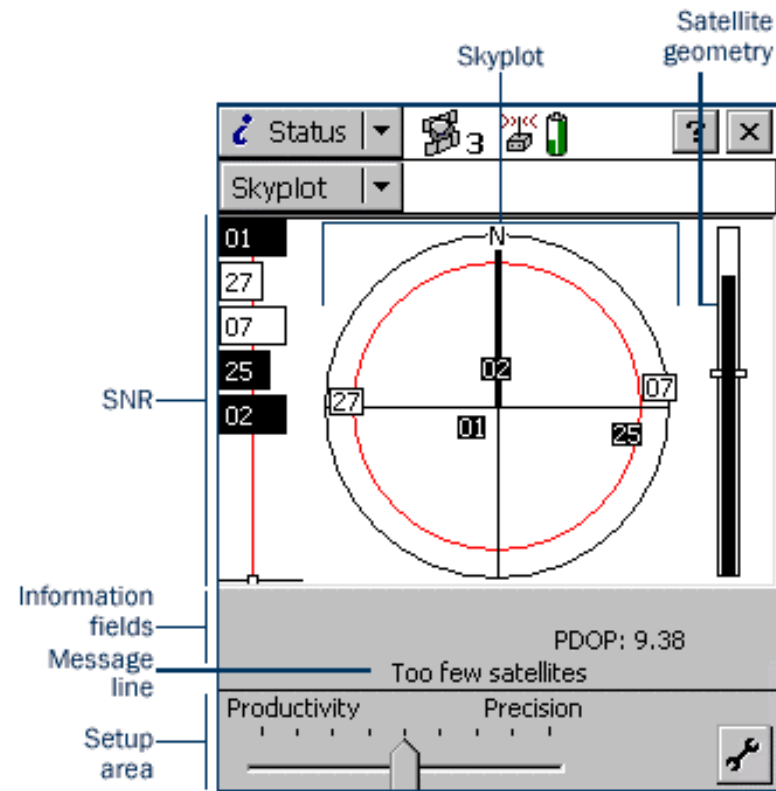 Satellite
geometry
Skyplot
Status
3
?
Skyplot
N
01
27
07
25
02
02
27
07
01
25
SNR
Information
fields
PDOP: 9.38
Message
line
Too few satellites
Productivity Precision
Setup
area